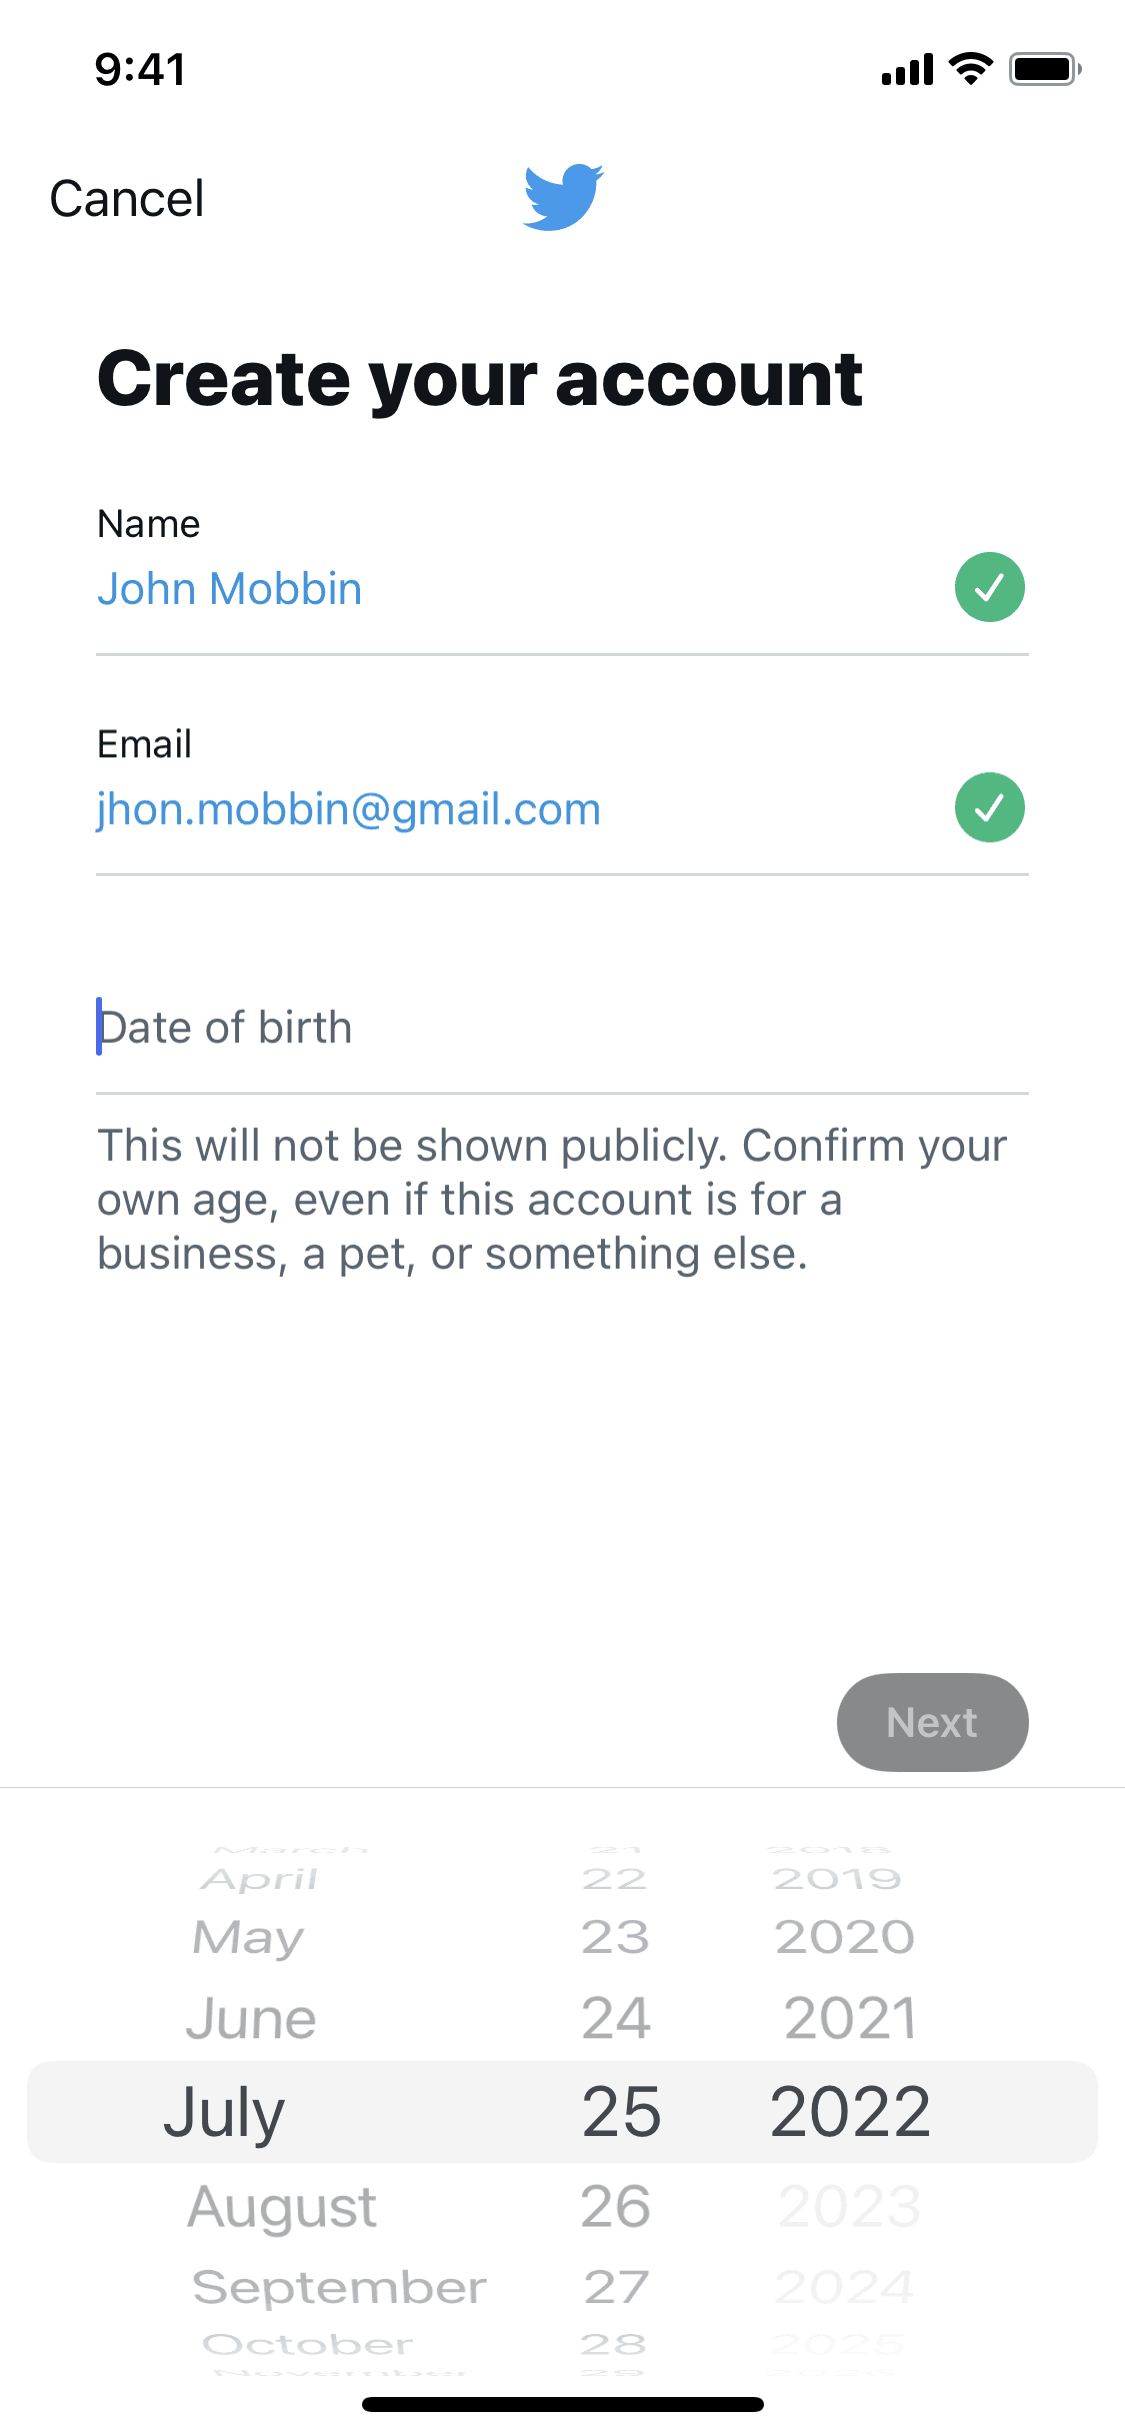 9:41
Cancel
Create your account
Name
John Mobbin
Email
jhon.mobbin@gmail.com
Date of birth
This will not be shown publicly. Confirm your
own age, even if this account is for a
business, a pet, or something else.
Next
March 21 2018
April 22 2019
May 23 2020
June 24 2021
July 25 2022
August 26 2023
September 27 2024
October 28 2025
November 29 2026